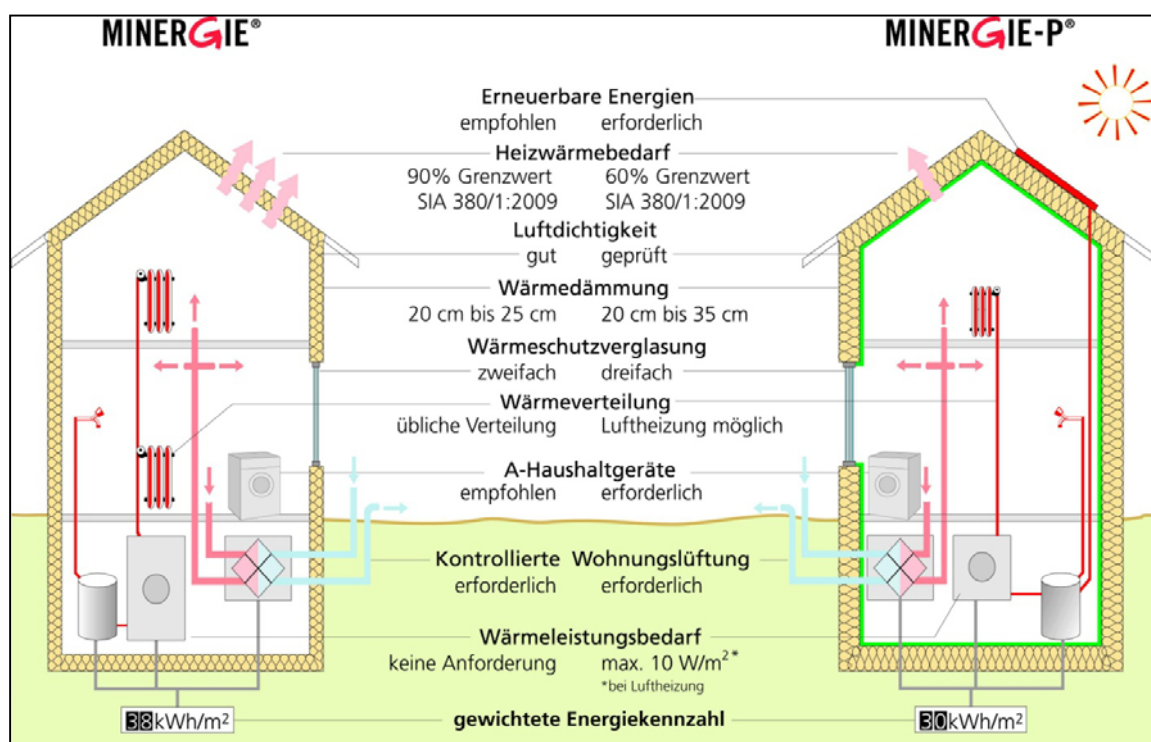 MINERGIE® MINERGIE-P®
Erneuerbare Energien
empfohlen erforderlich
Heizwärmebedarf
90% Grenzwert 60% Grenzwert
SIA 380/1:2009 SIA 380/1:2009
Luftdichtigkeit
gut geprüft
Wärmedämmung
20 cm bis 25 cm 20 cm bis 35 cm
Wärmeschutzverglasung
zweifach dreifach
Wärmeverteilung
übliche Verteilung Luftheizung möglich
A-Haushaltgeräte
empfohlen erforderlich
Kontrollierte Wohnungslüftung
erforderlich erforderlich
Wärmeleistungsbedarf
keine Anforderung max. 10 W/m²*
*bei Luftheizung
38kWh/m² gewichtete Energiekennzahl 30kWh/m²